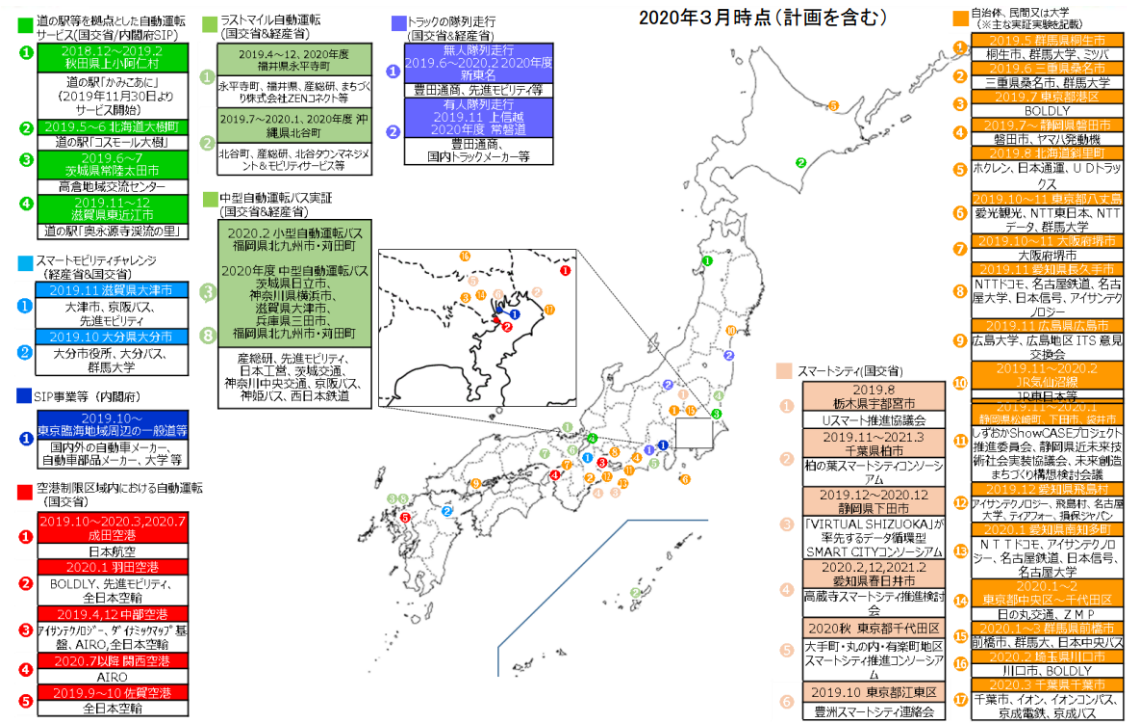 2020年3月時点(計画を含む)
道の駅等を拠点とした自動運転
サービス(国交省/内閣府SIP)
1
2018.12～2019.2
秋田県上小阿仁村
道の駅「かみこあに」
(2019年11月30日より
サービス開始)
2
2019.5～6 北海道大樹町
道の駅「コスモール大樹」
3
2019.6～7
茨城県常陸太田市
高倉地域交流センター
4
2019.11～12
滋賀県東近江市
道の駅「奥永源寺渓流の里」
スマートモビリティチャレンジ
(経産省&国交省)
1
2019.11 滋賀県大津市
大津市、京阪バス、
先進モビリティ
2
2019.10 大分県大分市
大分市役所、大分バス、
群馬大学
SIP事業等(内閣府)
1
2019.10～
東京臨海地域周辺の一般道等
国内外の自動車メーカー、
自動車部品メーカー、大学等
空港制限区域内における自動運転
(国交省)
1
2019.10～2020.3,2020.7
成田空港
日本航空
2
2020.1 羽田空港
BOLDLY、先進モビリティ、
全日本空輸
3
2019.4,12 中部空港
アイサンテクノロジー、ダイナミックマップ基
盤、AIRO,全日本空輸
4
2020.7以降 関西空港
AIRO
5
2019.9～10 佐賀空港
全日本空輸
ラストマイル自動運転
(国交省&経産省)
1
2019.4～12, 2020年度
福井県永平寺町
永平寺町、福井県、産総研、まちづく
り株式会社ZENコネクト等
2
2019.7～2020.1、2020年度 沖
縄県北谷町
北谷町、産総研、北谷タウンマネジメ
ント&モビリティサービス等
中型自動運転バス実証
(国交省&経産省)
3
8
2020.2 小型自動運転バス
福岡県北九州市・苅田町
2020年度 中型自動運転バス
茨城県日立市、
神奈川県横浜市、
滋賀県大津市、
兵庫県三田市、
福岡県北九州市・苅田町
産総研、先進モビリティ、
日本工営、茨城交通、
神奈川中央交通、京阪バス、
神姫バス、西日本鉄道
トラックの隊列走行
(国交省&経産省)
1
無人隊列走行
2019.6～2020.2 2020年度
新東名
豊田通商、先進モビリティ等
2
有人隊列走行
2019.11 上信越
2020年度 常磐道
豊田通商、
国内トラックメーカー等
スマートシティ(国交省)
1
2019.8
栃木県宇都宮市
Uスマート推進協議会
2
2019.11～2021.3
千葉県柏市
柏の葉スマートシティコンソーシ
アム
3
2019.12～2020.12
静岡県下田市
「VIRTUAL SHIZUOKA」が
率先するデータ循環型
SMART CITYコンソーシアム
4
2020.2,12,2021.2
愛知県春日井市
高蔵寺スマートシティ推進検討
会
5
2020秋 東京都千代田区
大手町・丸の内・有楽町地区
スマートシティ推進コンソーシア
ム
6
2019.10 東京都江東区
豊洲スマートシティ連絡会
自治体、民間又は大学
(※主な実証実験を記載)
1
2019.5 群馬県桐生市
桐生市、群馬大学、ミツバ
2
2019.6 三重県桑名市
三重県桑名市、群馬大学
3
2019.7 東京都港区
BOLDLY
4
2019.7～ 静岡県磐田市
磐田市、ヤマハ発動機
5
2019.8 北海道斜里町
ホクレン、日本通運、UDトラッ
クス
6
2019.10～11 東京都八丈島
愛光観光、NTT東日本、NTT
データ、群馬大学
7
2019.10～11 大阪府堺市
大阪府堺市
8
2019.11 愛知県長久手市
NTTドコモ、名古屋鉄道、名古
屋大学、日本信号、アイサンテク
ノロジー
9
2019.11 広島県広島市
広島大学、広島地区 ITS 意見
交換会
10
2019.11～2020.2
JR気仙沼線
JR東日本等
11
2019.11～2020.1
静岡県松崎町、下田市、袋井市
しずおかShowCASEプロジェクト
推進委員会、静岡県近未来技
術社会実装協議会、未来創造
まちづくり構想検討会議
12
2019.12 愛知県飛島村
アイサンテクノロジー、飛島村、名古屋
大学、ティアフォー、損保ジャパン
13
2020.1 愛知県南知多町
NTTドコモ、アイサンテクノロ
ジー、名古屋鉄道、日本信号、
名古屋大学
14
2020.1～2
東京都中央区～千代田区
日の丸交通、ZMP
15
2020.1～3 群馬県前橋市
前橋市、群馬大、日本中央バス
16
2020.2 埼玉県川口市
川口市、BOLDLY
17
2020.3 千葉県千葉市
千葉市、イオン、イオンコンパス、
京成電鉄、京成バス